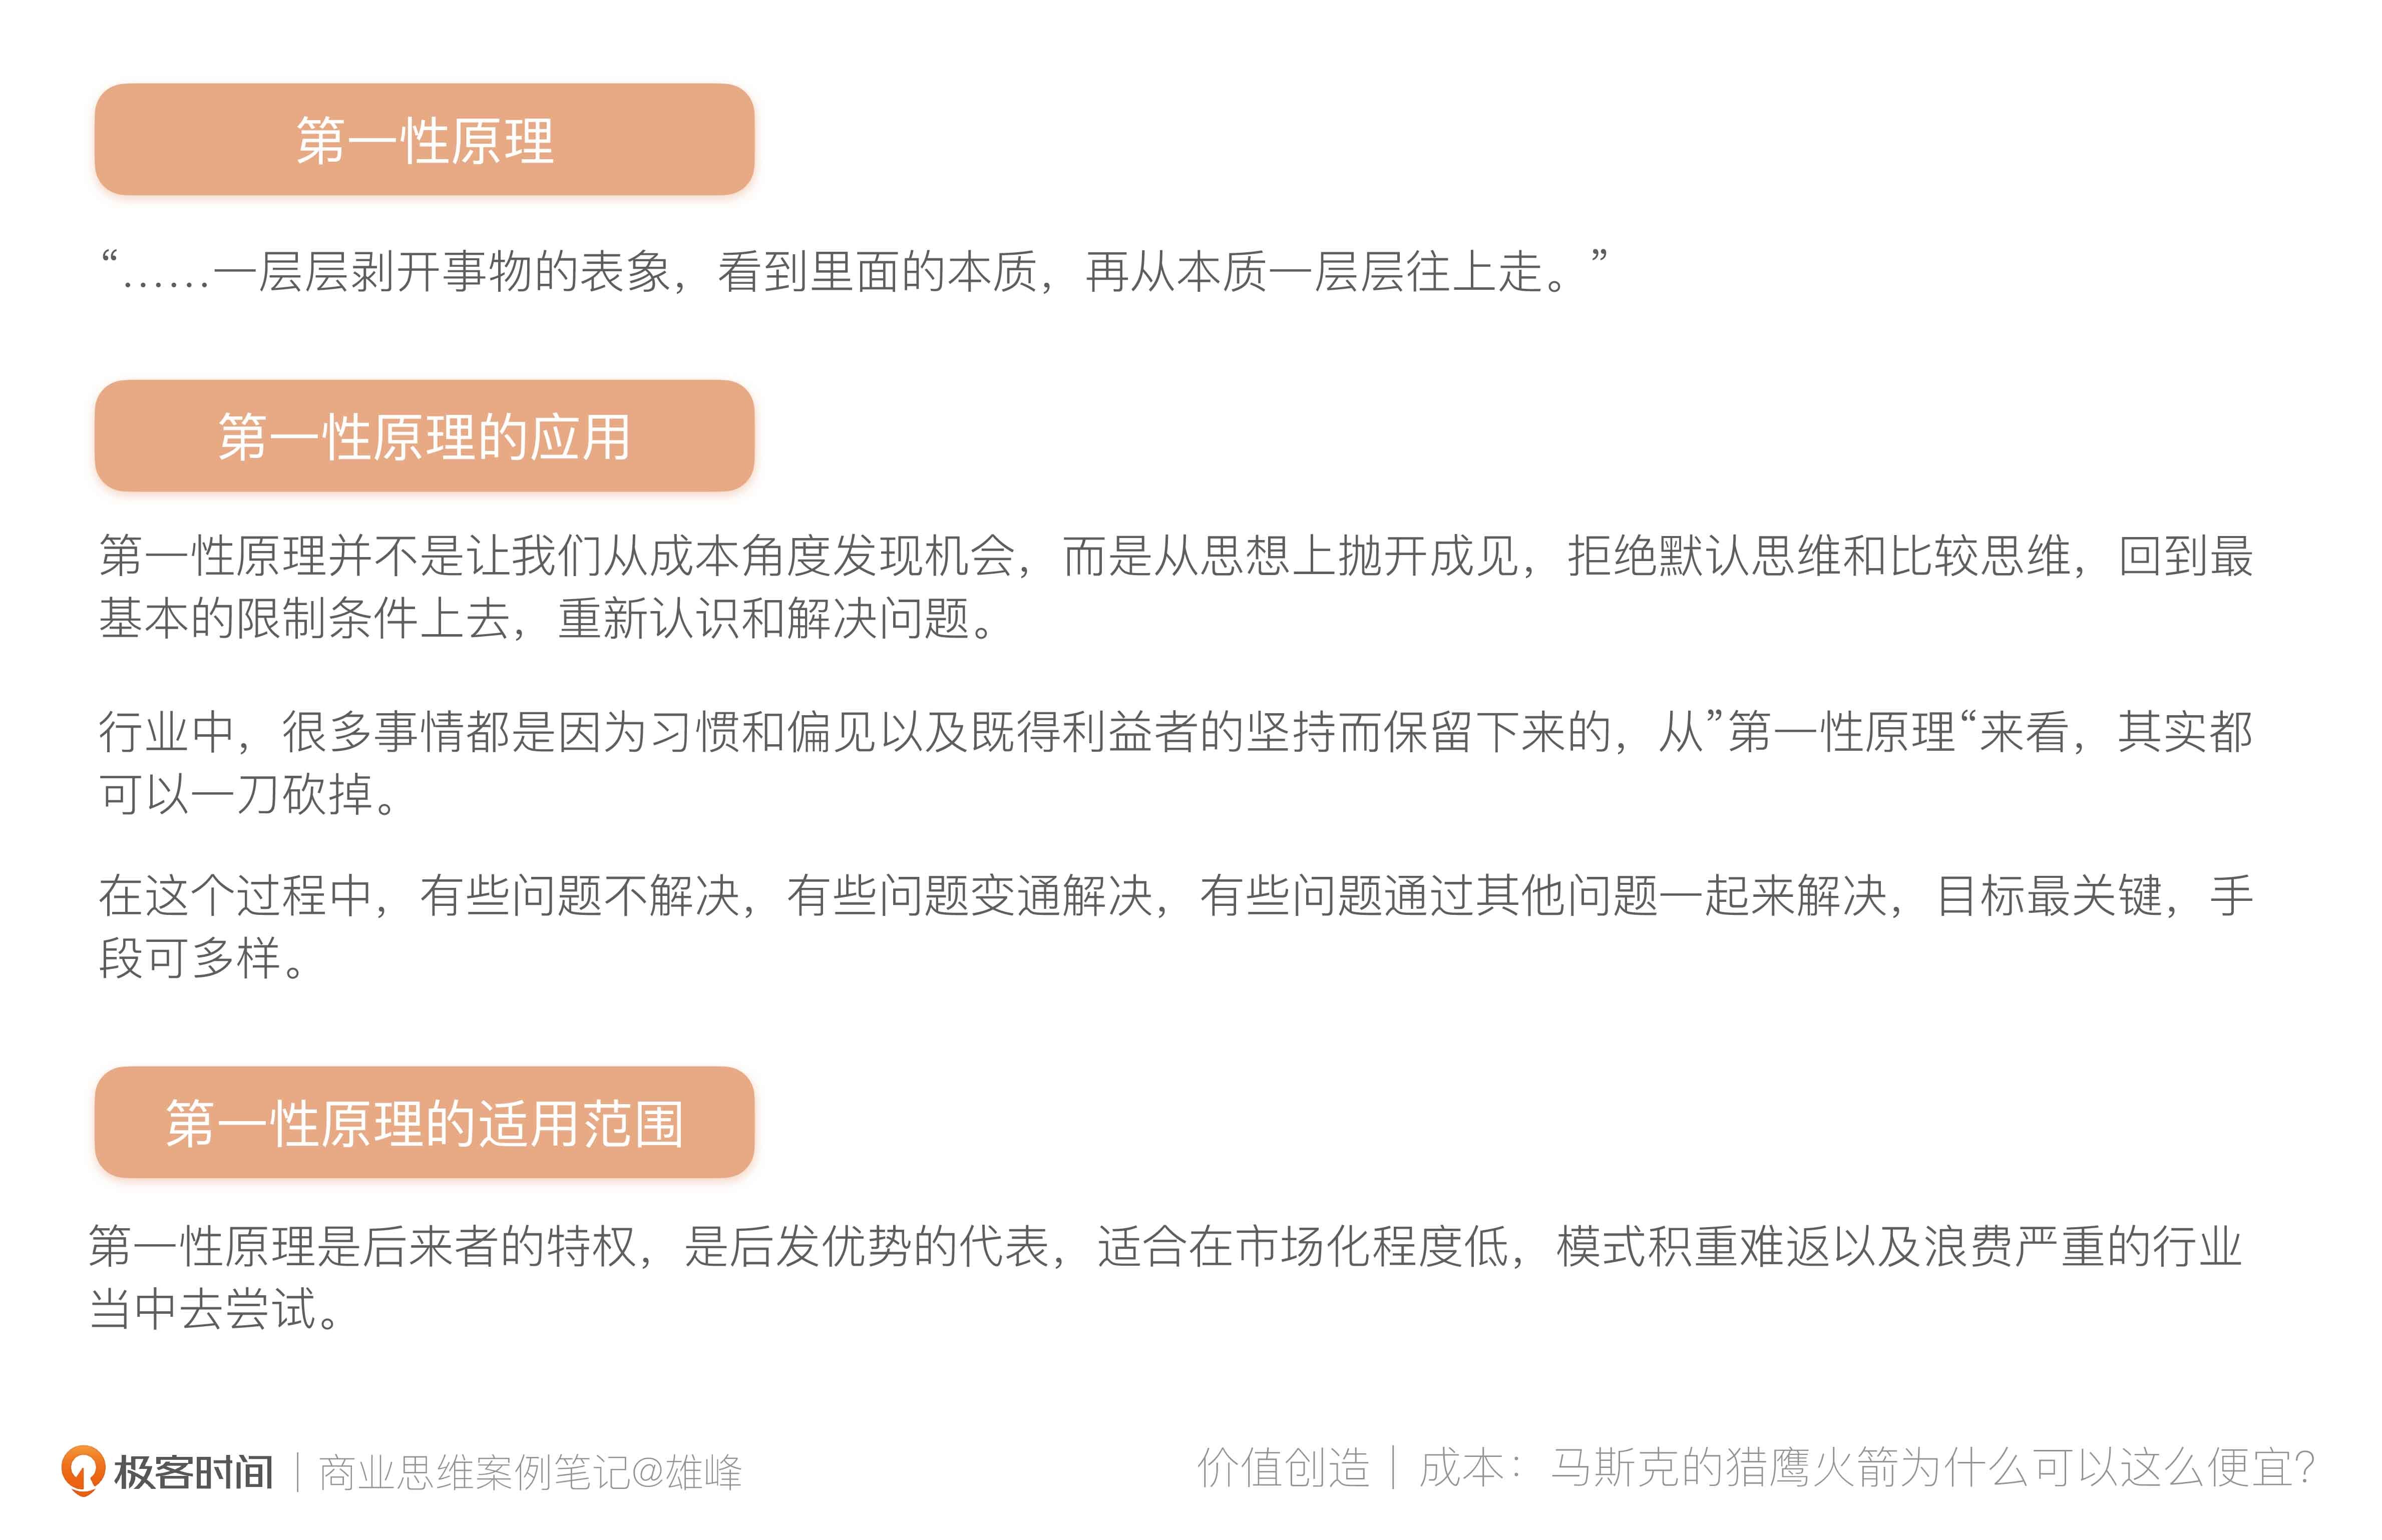 第一性原理
“……一层层剥开事物的表象，看到里面的本质，再从本质一层层往上走。”
第一性原理的应用
第一性原理并不是让我们从成本角度发现机会，而是从思想上抛开成见，拒绝默认思维和比较思维，回到最
基本的限制条件上去，重新认识和解决问题。
行业中，很多事情都是因为习惯和偏见以及既得利益者的坚持而保留下来的，从”第一性原理“来看，其实都
可以一刀砍掉。
在这个过程中，有些问题不解决，有些问题变通解决，有些问题通过其他问题一起来解决，目标最关键，手
段可多样。
第一性原理的适用范围
第一性原理是后来者的特权，是后发优势的代表，适合在市场化程度低，模式积重难返以及浪费严重的行业
当中去尝试。
极客时间｜商业思维案例笔记@雄峰
价值创造｜成本：马斯克的猎鹰火箭为什么可以这么便宜？